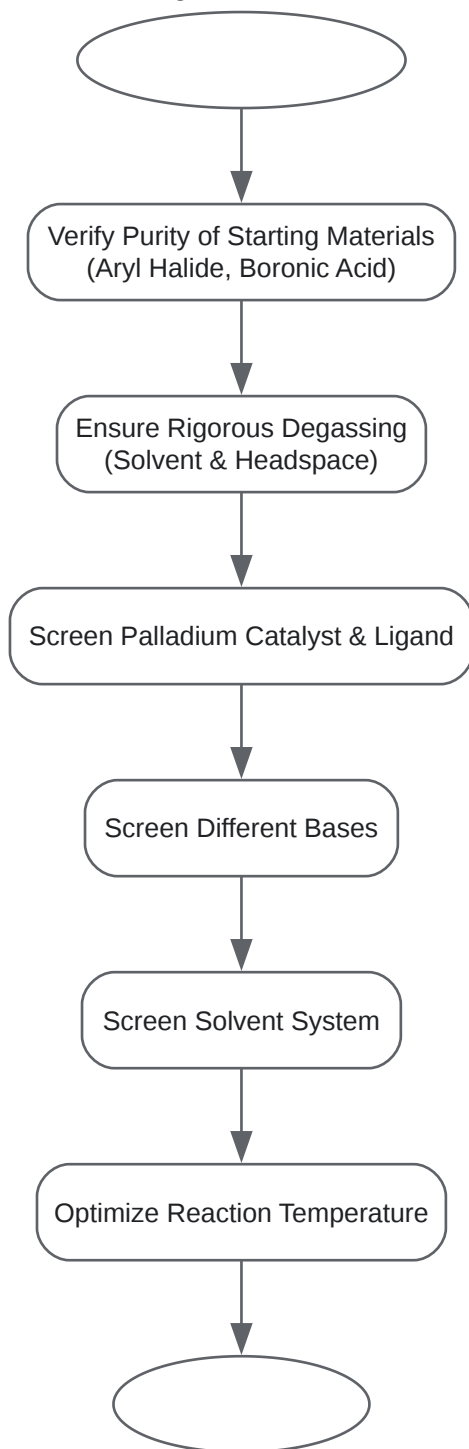 Verify Purity of Starting Materials
(Aryl Halide, Boronic Acid)
Ensure Rigorous Degassing
(Solvent & Headspace)
Screen Palladium Catalyst & Ligand
Screen Different Bases
Screen Solvent System
Optimize Reaction Temperature